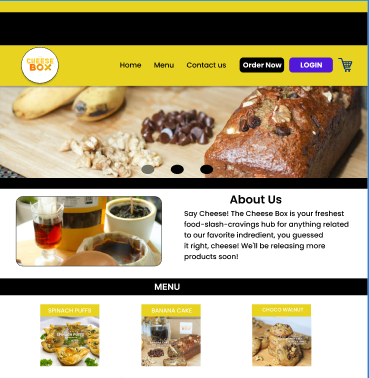 CHEESE
BOX
Home
Menu
Contact us
Order Now
LOGIN
About Us
Say Cheese! The Cheese Box is your freshest
food-slash-cravings hub for anything related
to our favorite indredient, you guessed
it right, cheese! We'll be releasing more
products soon!
MENU
SPINACH PUFFS
BANANA CAKE
CHOCO WALNUT